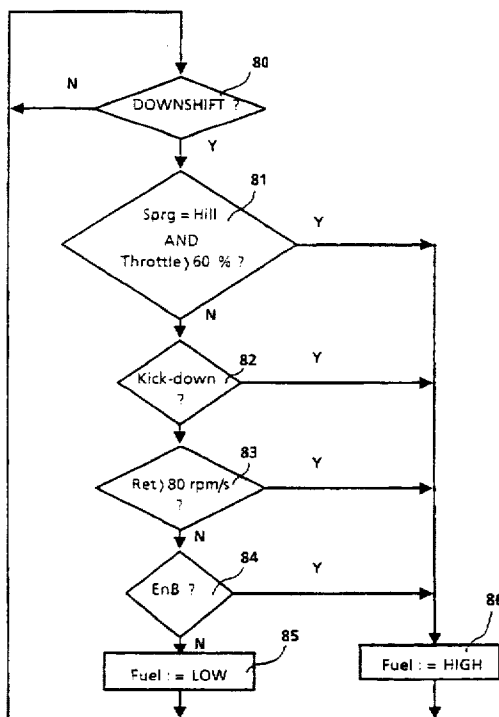 80
N
DOWNSHIFT ?
Y
81
Sprg = Hill
Y
AND
Throttle > 60 % ?
N
82
Y
Kick-down
?
83
Y
Ret > 80 rpm/s
?
N
84
Y
EnB ?
N
85
86
Fuel : = LOW
Fuel : = HIGH